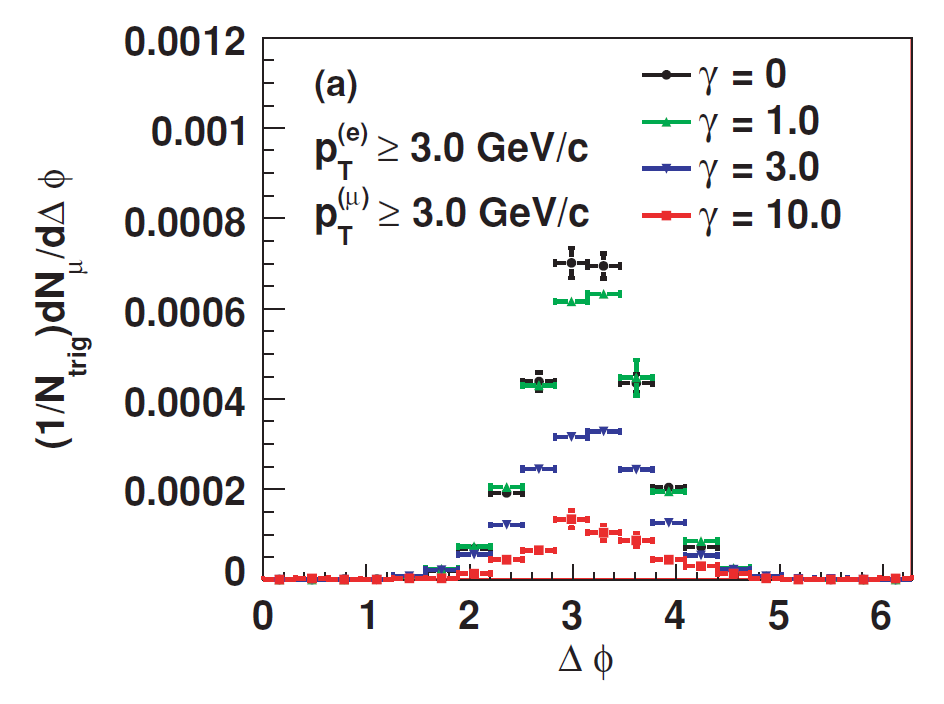 (1/N_trig)dN_μ/dΔ ϕ
0.0012
0.001
0.0008
0.0006
0.0004
0.0002
0
(a)
p_T^(e) ≥ 3.0 GeV/c
p_T^(μ) ≥ 3.0 GeV/c
γ = 0
γ = 1.0
γ = 3.0
γ = 10.0
0 1 2 3 4 5 6
Δ ϕ